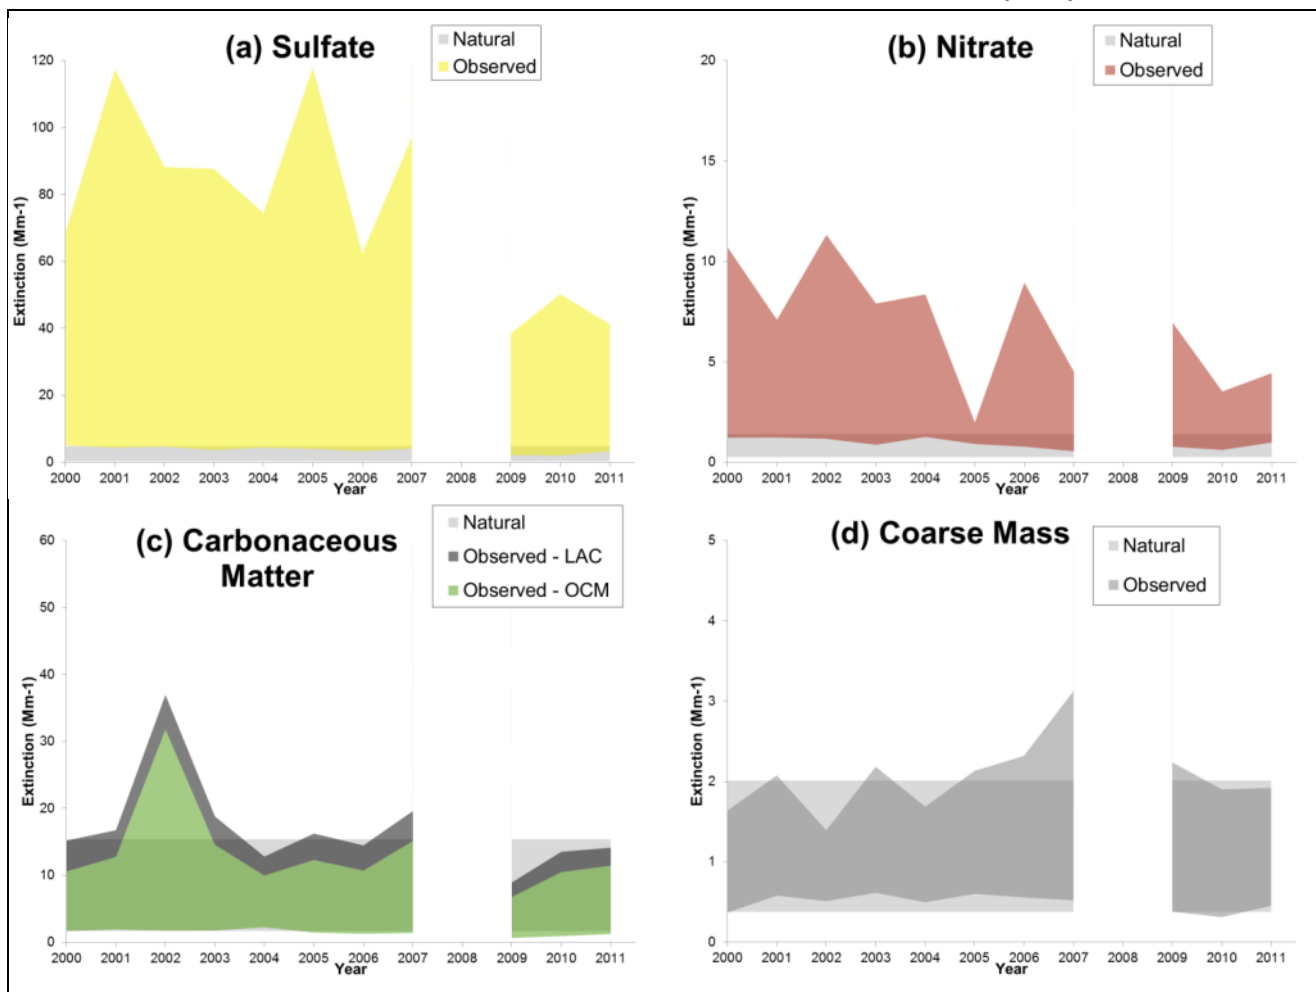 (a) Sulfate
Natural
Observed
120
100
80
60
40
20
0
Extinction (Mm-1)
2000 2001 2002 2003 2004 2005 2006 2007 2008 2009 2010 2011
Year
(b) Nitrate
Natural
Observed
20
15
10
5
0
Extinction (Mm-1)
2000 2001 2002 2003 2004 2005 2006 2007 2008 2009 2010 2011
Year
(c) Carbonaceous
Matter
Natural
Observed - LAC
Observed - OCM
60
50
40
30
20
10
0
Extinction (Mm-1)
2000 2001 2002 2003 2004 2005 2006 2007 2008 2009 2010 2011
Year
(d) Coarse Mass
Natural
Observed
5
4
3
2
1
0
Extinction (Mm-1)
2000 2001 2002 2003 2004 2005 2006 2007 2008 2009 2010 2011
Year